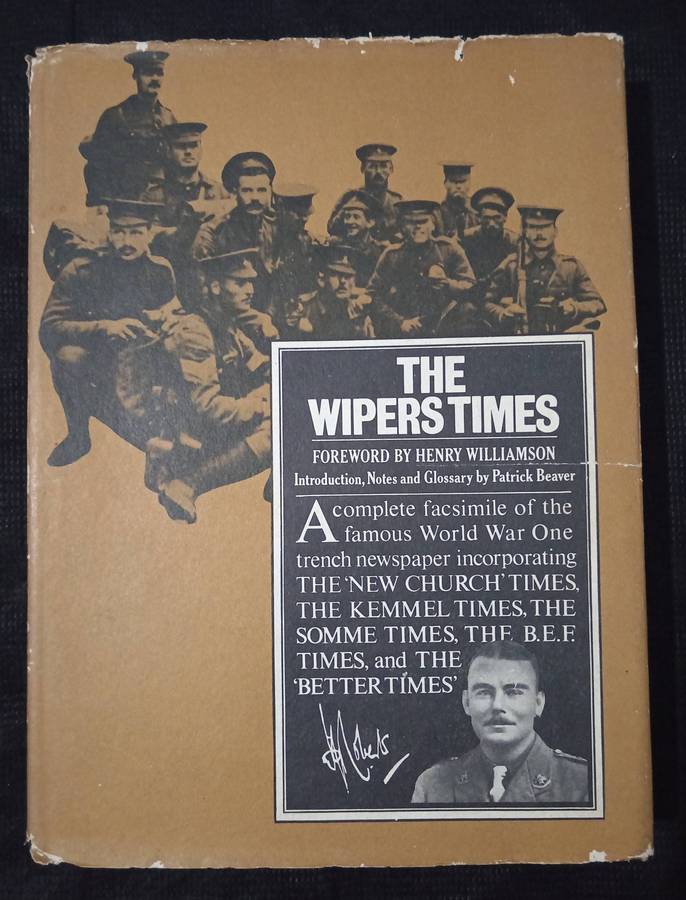 THE
WIPERS TIMES
FOREWORD BY HENRY WILLIAMSON
Introduction, Notes and Glossary by Patrick Beaver
A complete facsimile of the
famous World War One
trench newspaper incorporating
THE 'NEW CHURCH' TIMES,
THE KEMMEL TIMES, THE
SOMME TIMES, THE B.E.F.
TIMES, and THE
'BETTER TIMES'
Roberts